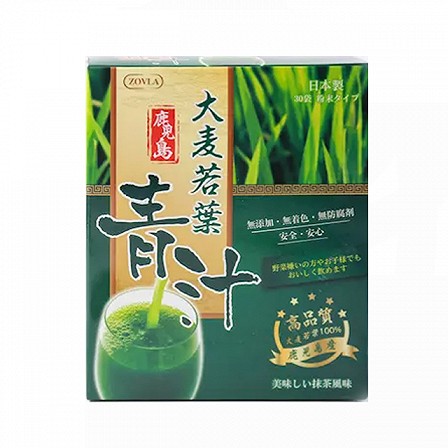 ZOVLA
日本製
30袋 粉末タイプ
大麦若葉
鹿児島
青汁
無添加・無着色・無防腐剤
安全・安心
野菜嫌いの方やお子様でも
おいしく飲めます
高品質
大麦若葉100%
鹿児島産
美味しい抹茶風味